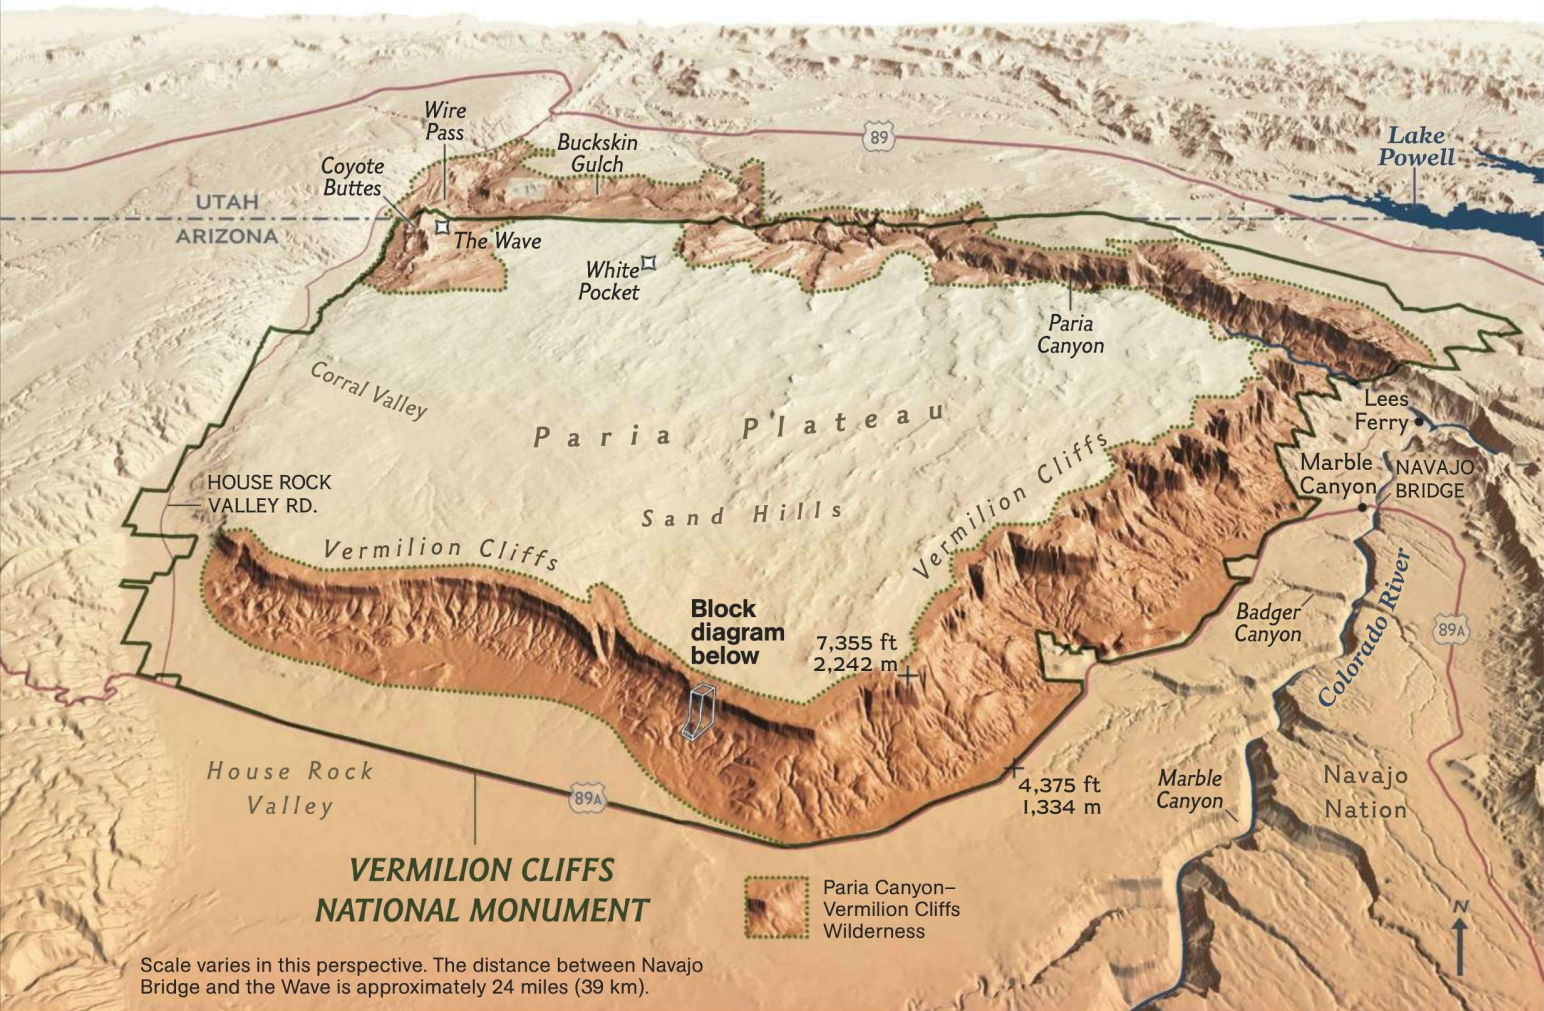 Wire
Pass
Buckskin
Gulch
89
Lake
Powell
Coyote
Buttes
UTAH
ARIZONA
The Wave
White
Pocket
Paria
Canyon
Corral Valley
Paria Plateau
Lees
Ferry
Marble
Canyon
NAVAJO
BRIDGE
HOUSE ROCK
VALLEY RD.
Sand Hills
Vermilion Cliffs
Vermilion Cliffs
Block
diagram
below
7,355 ft
2,242 m
Badger
Canyon
Colorado River
89A
House Rock
Valley
89A
4,375 ft
1,334 m
Marble
Canyon
Navajo
Nation
VERMILION CLIFFS
NATIONAL MONUMENT
Paria Canyon–
Vermilion Cliffs
Wilderness
N
Scale varies in this perspective. The distance between Navajo
Bridge and the Wave is approximately 24 miles (39 km).